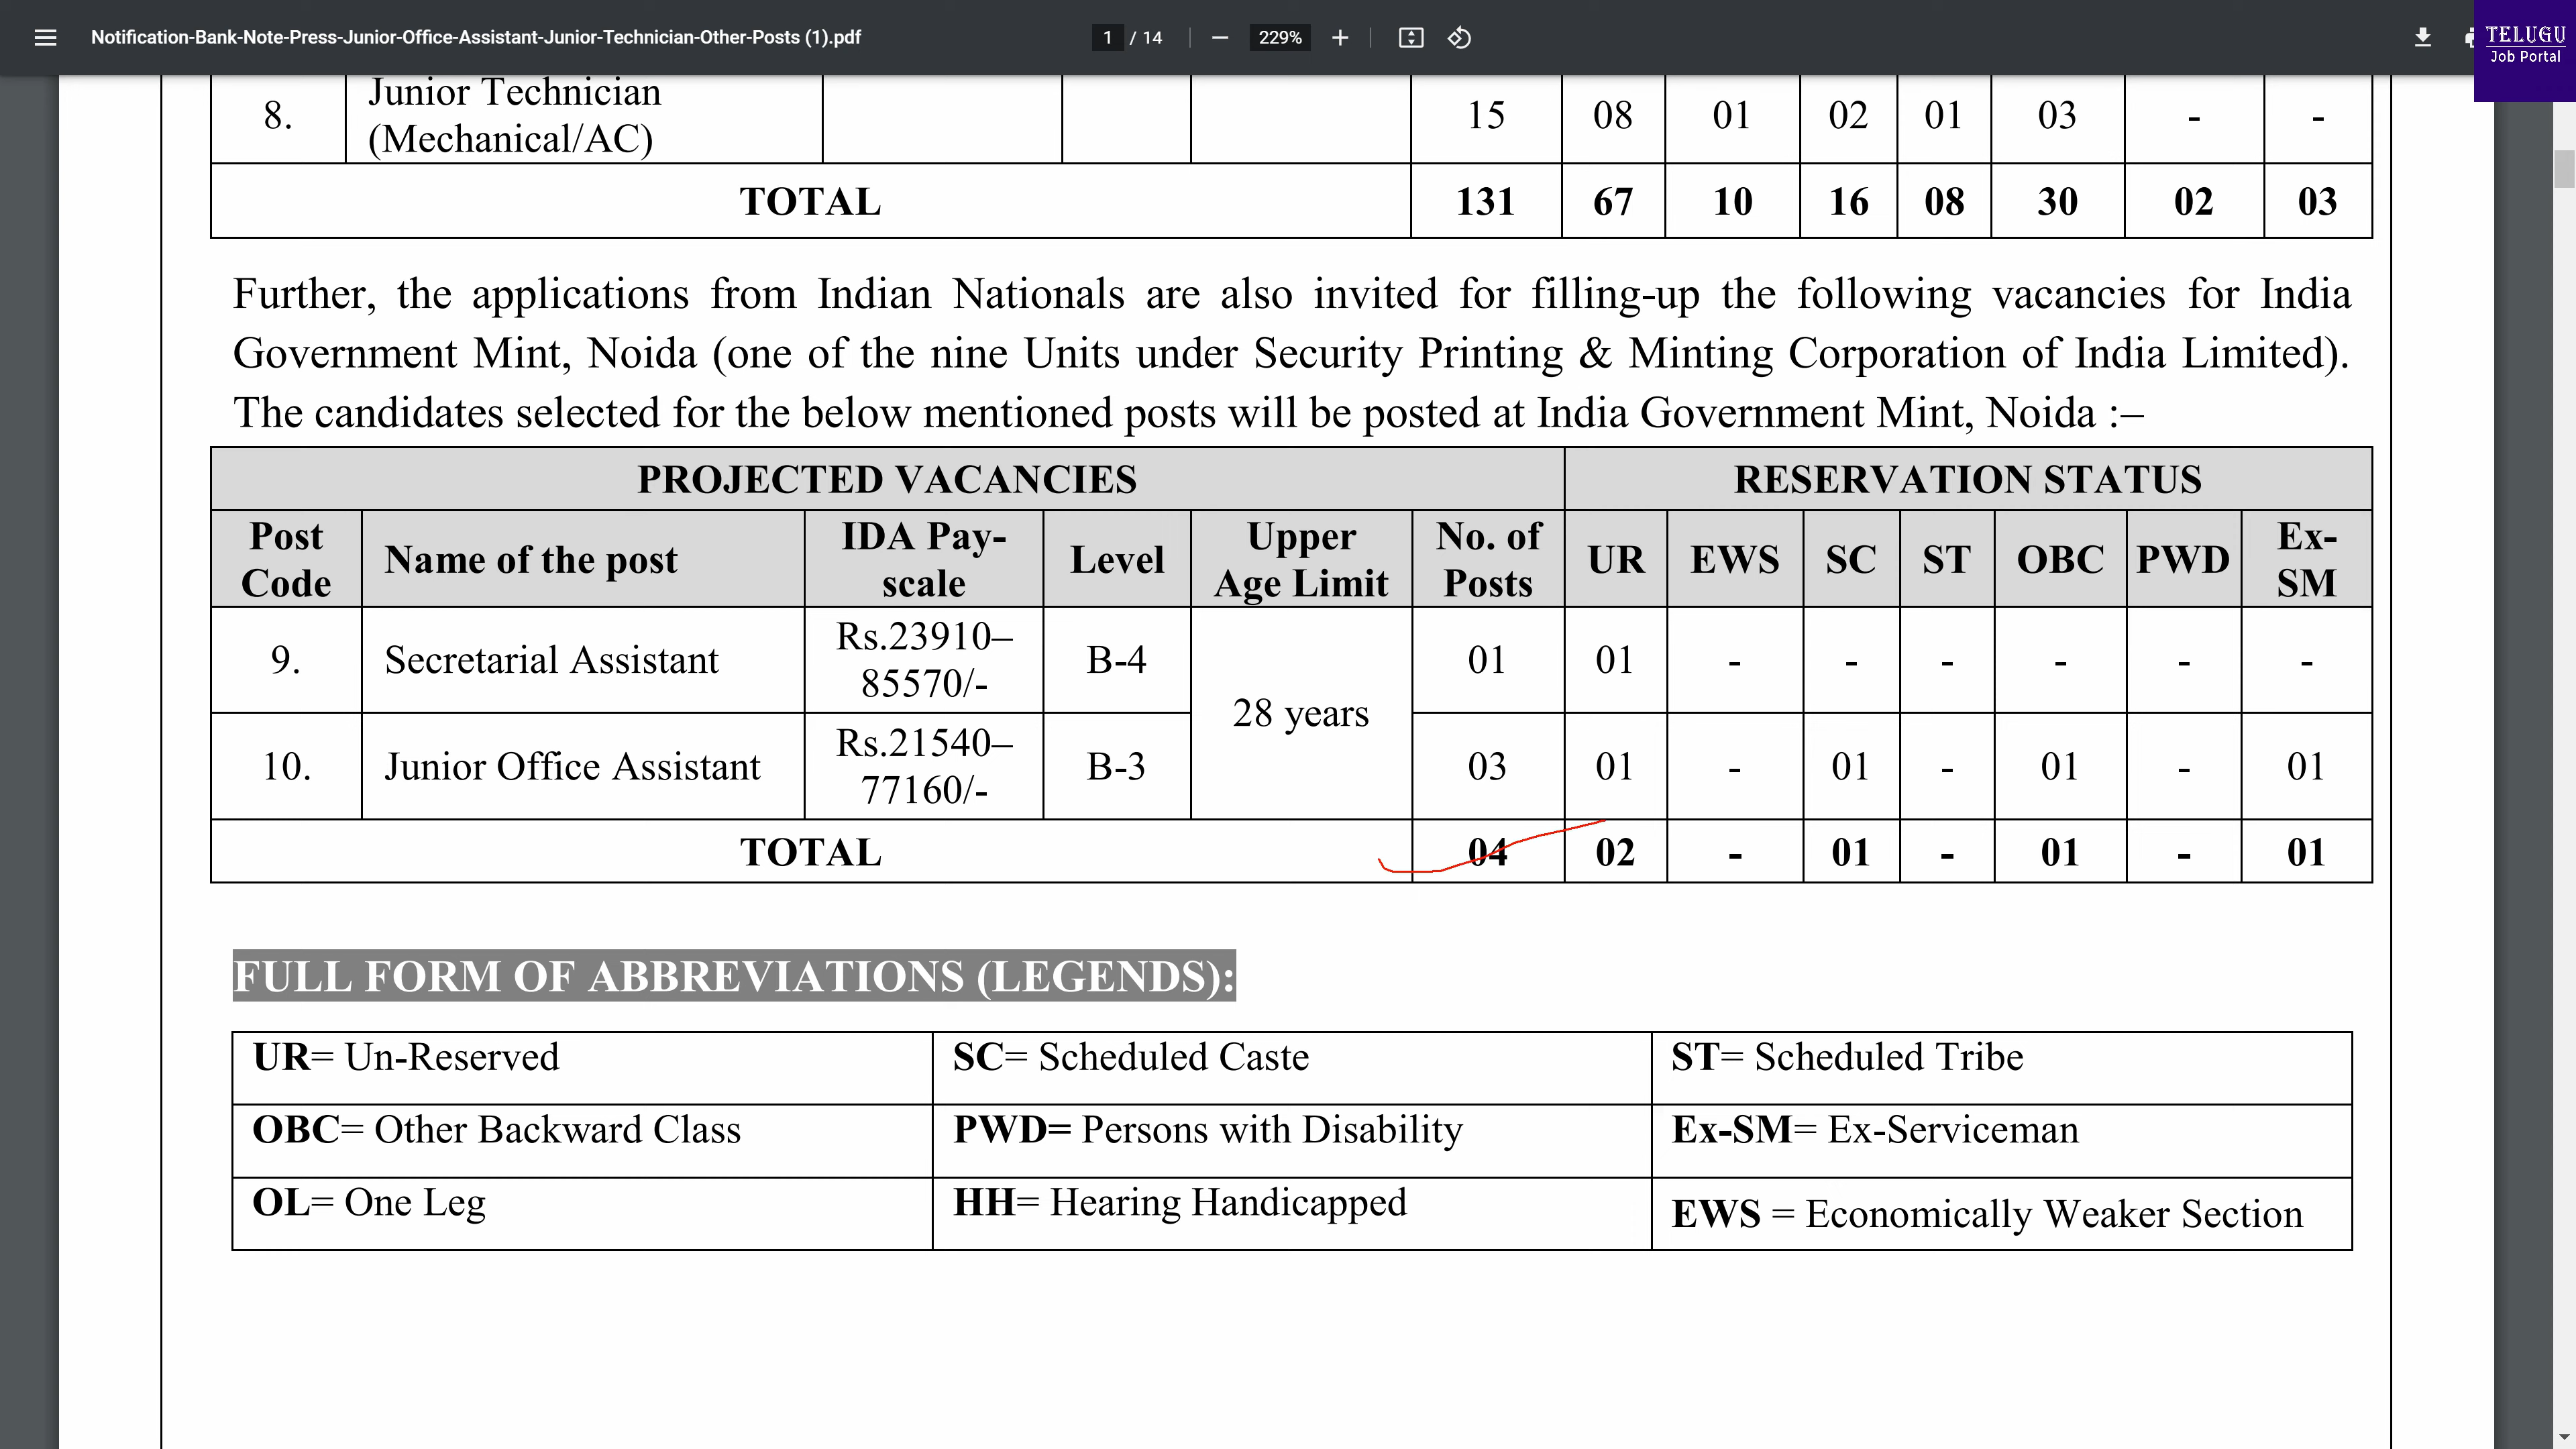 Notification-Bank-Note-Press-Junior-Office-Assistant-Junior-Technician-Other-Posts (1).pdf 1 / 14 229%
TELUGU
Job Portal
8. Junior Technician (Mechanical/AC) 15 08 01 02 01 03 - -
TOTAL 131 67 10 16 08 30 02 03
Further, the applications from Indian Nationals are also invited for filling-up the following vacancies for India
Government Mint, Noida (one of the nine Units under Security Printing & Minting Corporation of India Limited).
The candidates selected for the below mentioned posts will be posted at India Government Mint, Noida :–
PROJECTED VACANCIES RESERVATION STATUS
Post Code Name of the post IDA Pay-scale Level Upper Age Limit No. of Posts UR EWS SC ST OBC PWD Ex-SM
9. Secretarial Assistant Rs.23910–85570/- B-4 28 years 01 01 - - - - - -
10. Junior Office Assistant Rs.21540–77160/- B-3 03 01 - 01 - 01 - 01
TOTAL 04 02 - 01 - 01 - 01
FULL FORM OF ABBREVIATIONS (LEGENDS):
UR= Un-Reserved SC= Scheduled Caste ST= Scheduled Tribe
OBC= Other Backward Class PWD= Persons with Disability Ex-SM= Ex-Serviceman
OL= One Leg HH= Hearing Handicapped EWS = Economically Weaker Section